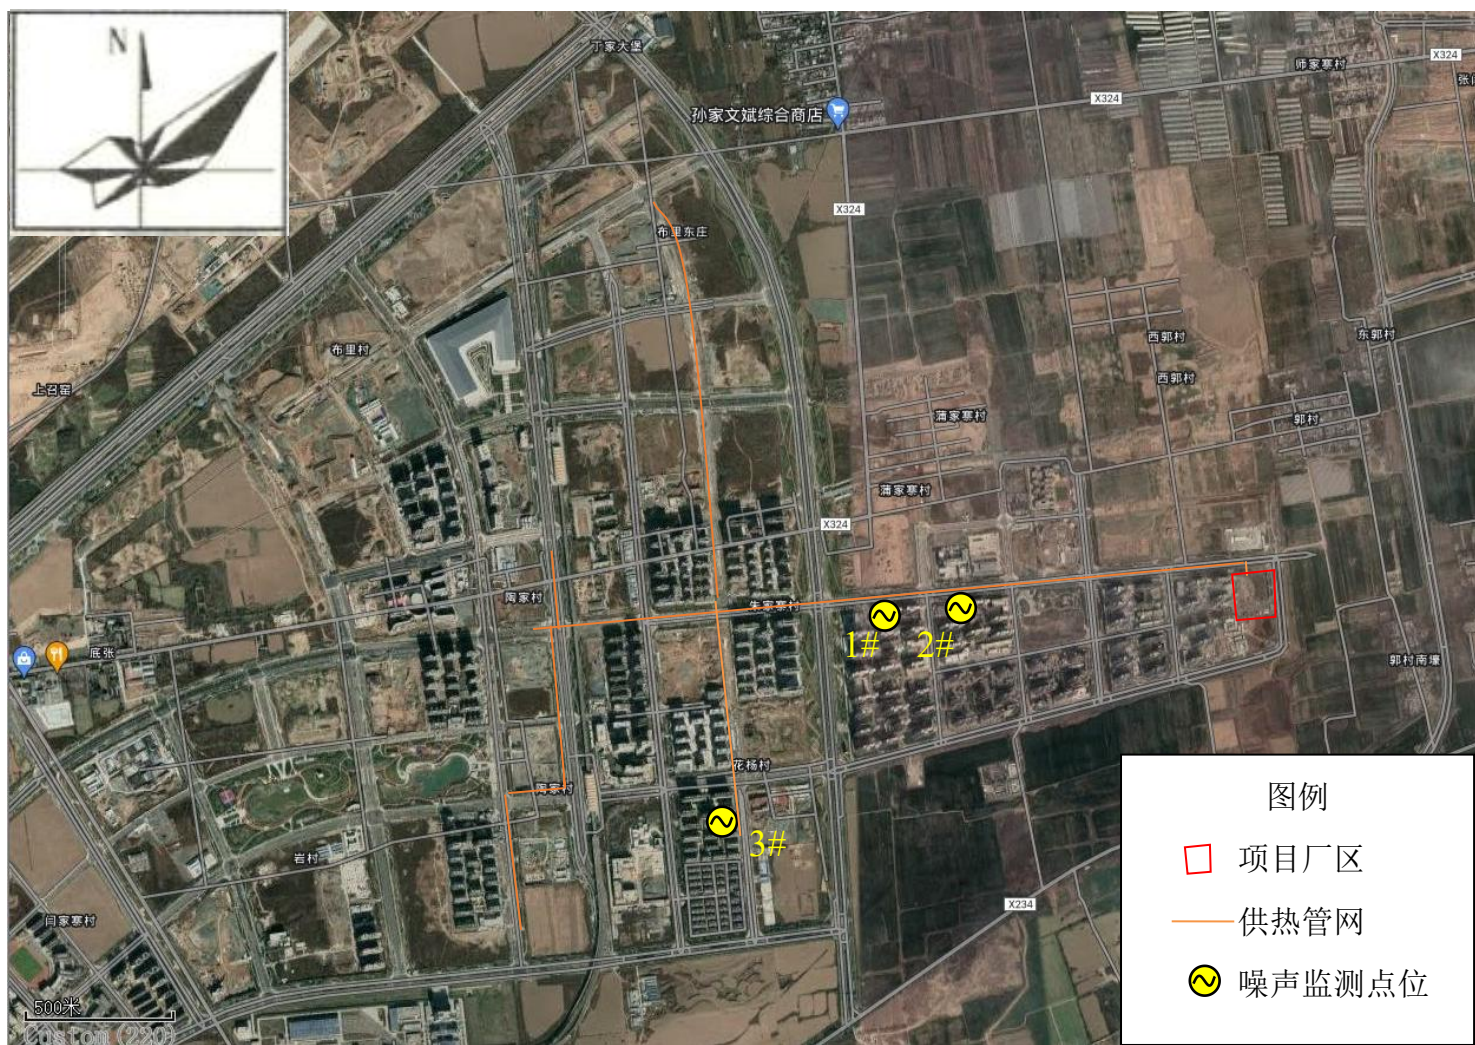 N
丁家大堡
师家寨村
X324
X324
孙家文斌综合商店
X324
布里东庄
布里村
西郭村
东郭村
上召窑
西郭村
蒲家寨村
郭村
蒲家寨村
X324
陶家村
朱家寨村
底张
1#
2#
郭村南壕
花杨村
周家村
3#
岩村
X234
闫家寨村
500米
Custom(220)
图例
项目厂区
供热管网
噪声监测点位